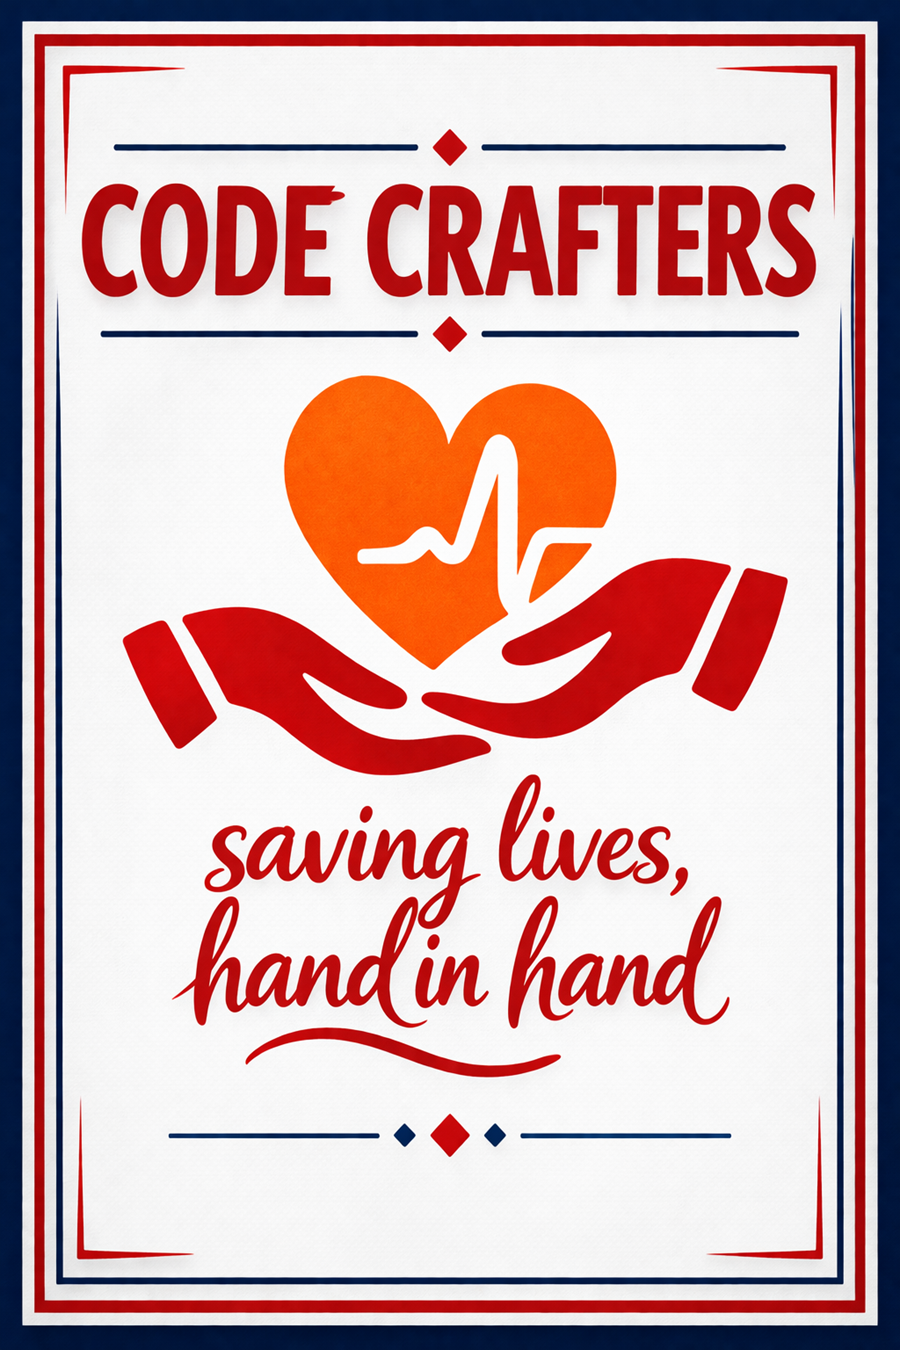 CODE CRAFTERS
saving lives,
hand in hand